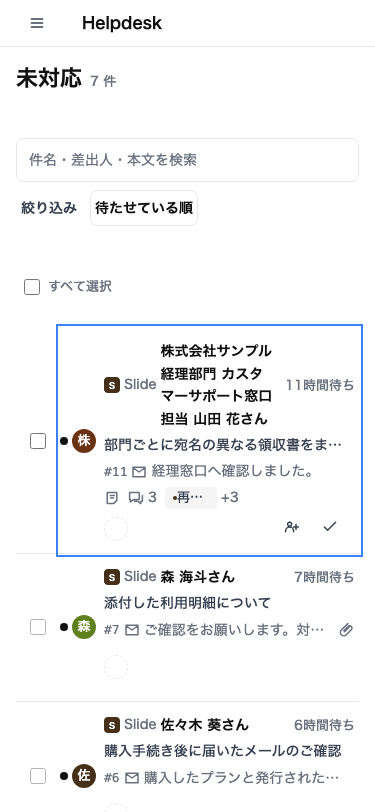 Helpdesk
未対応 7 件
件名・差出人・本文を検索
絞り込み 待たせている順
すべて選択
株式会社サンプル
経理部門 カスタ
S Slide マーサポート窓口 11時間待ち
担当 山田 花さん
株 部門ごとに宛名の異なる領収書をま…
#11 経理窓口へ確認しました。
3 •再… +3
S Slide 森 海斗さん 7時間待ち
添付した利用明細について
森 #7 ご確認をお願いします。対…
S Slide 佐々木 葵さん 6時間待ち
購入手続き後に届いたメールのご確認
佐 #6 購入したプランと発行された…